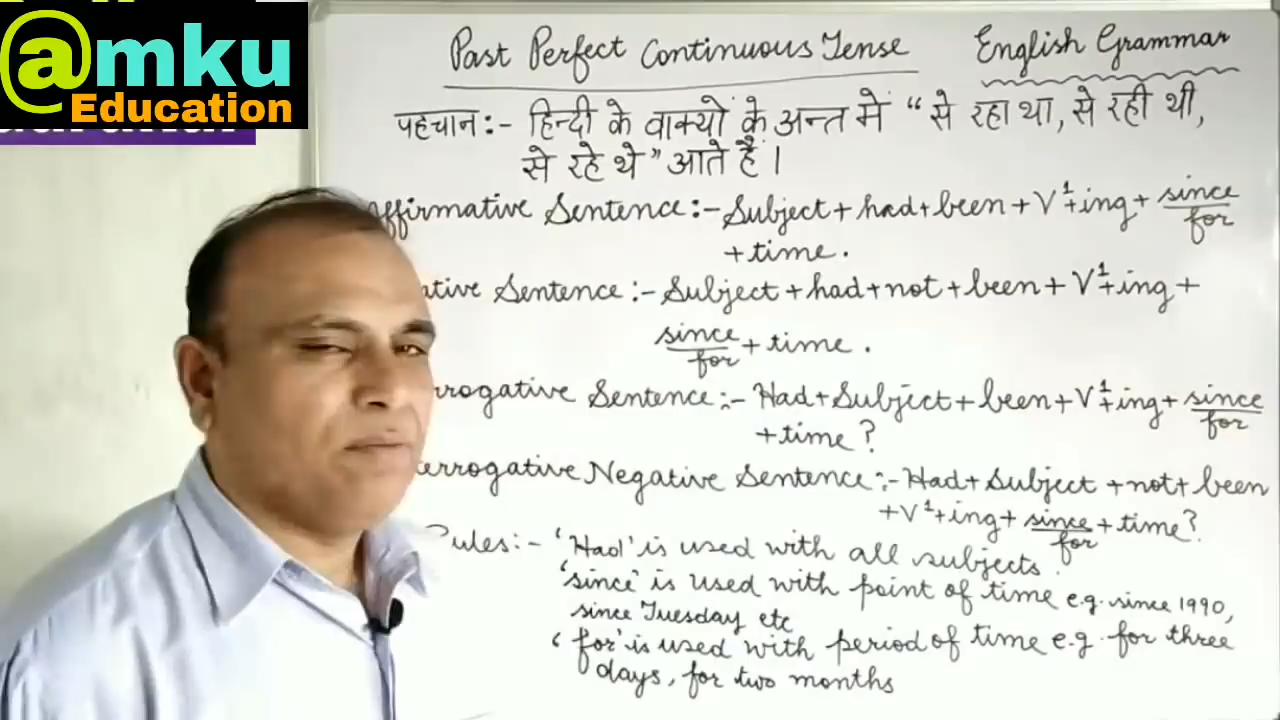 @mku
Education
Past Perfect Continuous Tense
English Grammar
पहचान:- हिन्दी के वाक्यों के अन्त में "से रहा था, से रही थी,
से रहे थे" आते हैं ।
affirmative Sentence:- Subject + had + been + V¹+ing + since/for
+ time.
ative Sentence:- Subject + had + not + been + V¹+ing +
since/for + time .
rrogative Sentence:- Had + Subject + been + V¹+ing + since/for
+ time ?
terrogative Negative Sentence:- Had + Subject + not + been
+ V¹+ing + since/for + time ?
Rules:- 'Had' is used with all subjects.
'since' is used with point of time e.g. since 1990,
since Tuesday etc
'for' is used with period of time e.g. for three
days, for two months